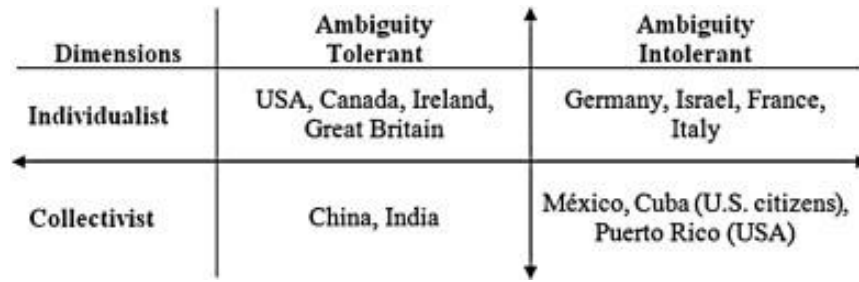 Dimensions
Ambiguity
Tolerant
Ambiguity
Intolerant
Individualist
USA, Canada, Ireland,
Great Britain
Germany, Israel, France,
Italy
Collectivist
China, India
México, Cuba (U.S. citizens),
Puerto Rico (USA)